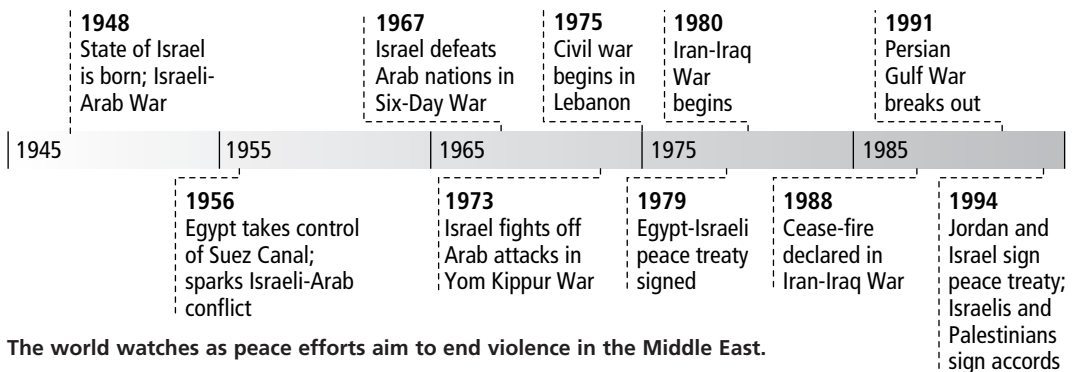 1948
State of Israel
is born; Israeli-
Arab War
1967
Israel defeats
Arab nations in
Six-Day War
1975
Civil war
begins in
Lebanon
1980
Iran-Iraq
War
begins
1991
Persian
Gulf War
breaks out
1945
1955
1965
1975
1985
1956
Egypt takes control
of Suez Canal;
sparks Israeli-Arab
conflict
1973
Israel fights off
Arab attacks in
Yom Kippur War
1979
Egypt-Israeli
peace treaty
signed
1988
Cease-fire
declared in
Iran-Iraq War
1994
Jordan and
Israel sign
peace treaty;
Israelis and
Palestinians
sign accords
The world watches as peace efforts aim to end violence in the Middle East.